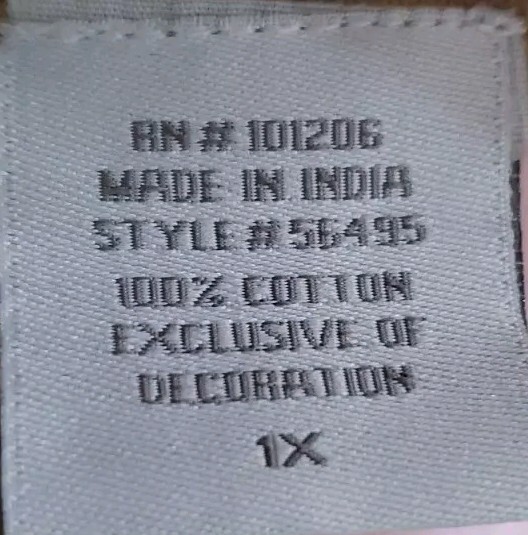 RN # 101206
MADE IN INDIA
STYLE # 56495
100% COTTON
EXCLUSIVE OF
DECORATION
1X